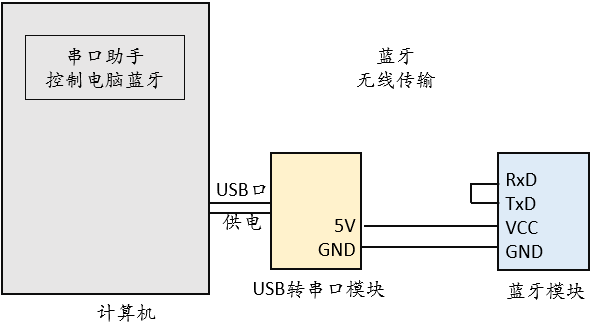 串口助手
控制电脑蓝牙
蓝牙
无线传输
USB口
供电
5V
GND
RxD
TxD
VCC
GND
计算机
USB转串口模块
蓝牙模块